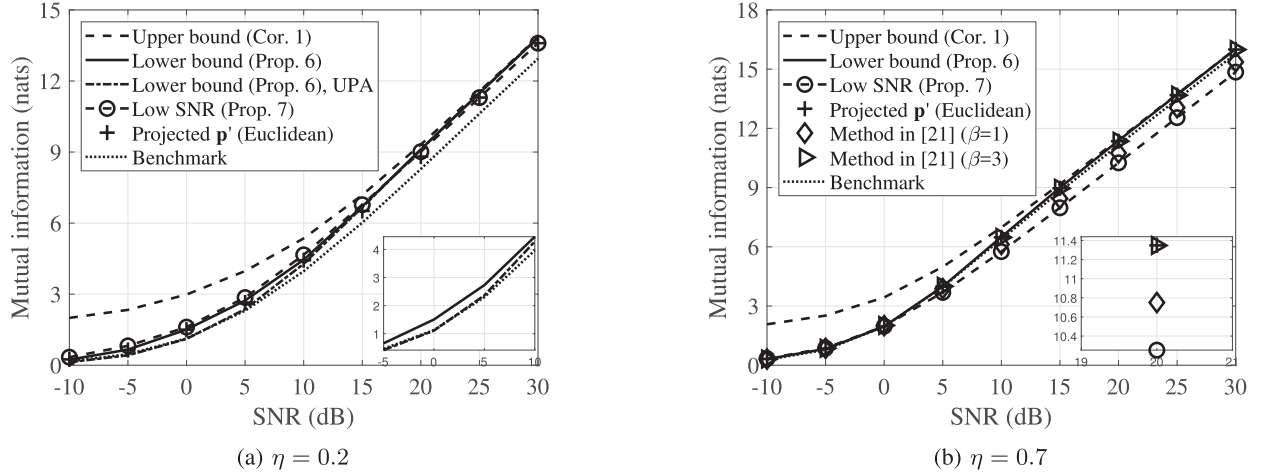 15
12
9
6
3
0
Mutual information (nats)
Upper bound (Cor. 1)
Lower bound (Prop. 6)
Lower bound (Prop. 6), UPA
Low SNR (Prop. 7)
Projected p' (Euclidean)
Benchmark
4
3
2
1
-5 0 5 10
-10 -5 0 5 10 15 20 25 30
SNR (dB)
(a) η = 0.2
18
15
12
9
6
3
0
Mutual information (nats)
Upper bound (Cor. 1)
Lower bound (Prop. 6)
Low SNR (Prop. 7)
Projected p' (Euclidean)
Method in [21] (β=1)
Method in [21] (β=3)
Benchmark
11.4
11.2
11
10.8
10.6
10.4
19 20 21
-10 -5 0 5 10 15 20 25 30
SNR (dB)
(b) η = 0.7